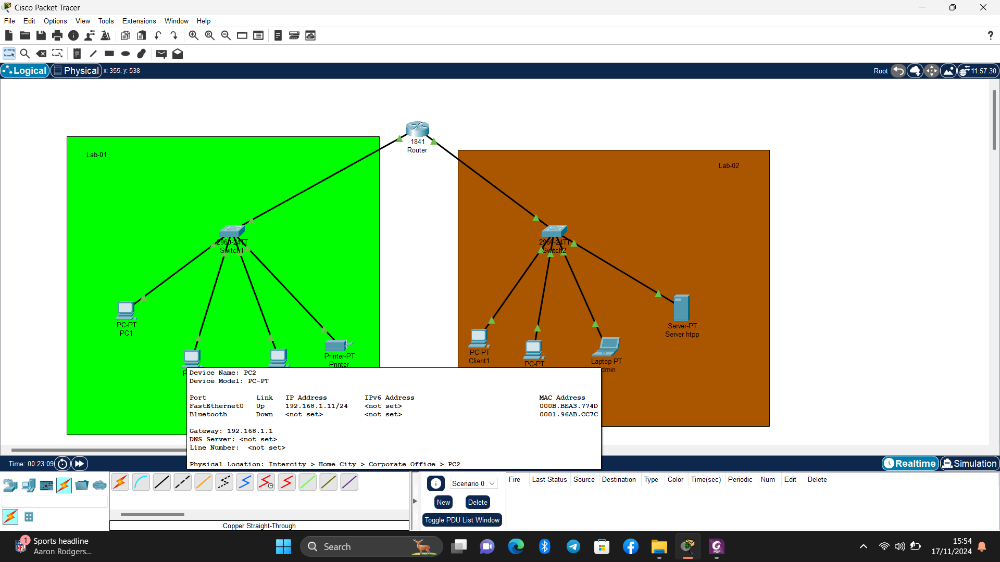 Cisco Packet Tracer
File Edit Options View Tools Extensions Window Help
Logical Physical x: 355, y: 538 Root 11:57:30
1841
Router
Lab-01
Lab-02
2960-24TT
Switch1
2960-24TT
Switch2
PC-PT
PC1
Printer-PT
Printer
PC-PT
Client1
PC-PT
Laptop-PT
dmin
Server-PT
Server htpp
P
Device Name: PC2
Device Model: PC-PT
Port Link IP Address IPv6 Address MAC Address
FastEthernet0 Up 192.168.1.11/24 <not set> 000B.BEA3.774D
Bluetooth Down <not set> <not set> 0001.96AB.CC7C
Gateway: 192.168.1.1
DNS Server: <not set>
Line Number: <not set>
Physical Location: Intercity > Home City > Corporate Office > PC2
Time: 00:23:09 Realtime Simulation
Scenario 0
New Delete
Toggle PDU List Window
Fire Last Status Source Destination Type Color Time(sec) Periodic Num Edit Delete
Copper Straight-Through
1
NFL
Sports headline
Aaron Rodgers...
Search
PDF
15:54
17/11/2024